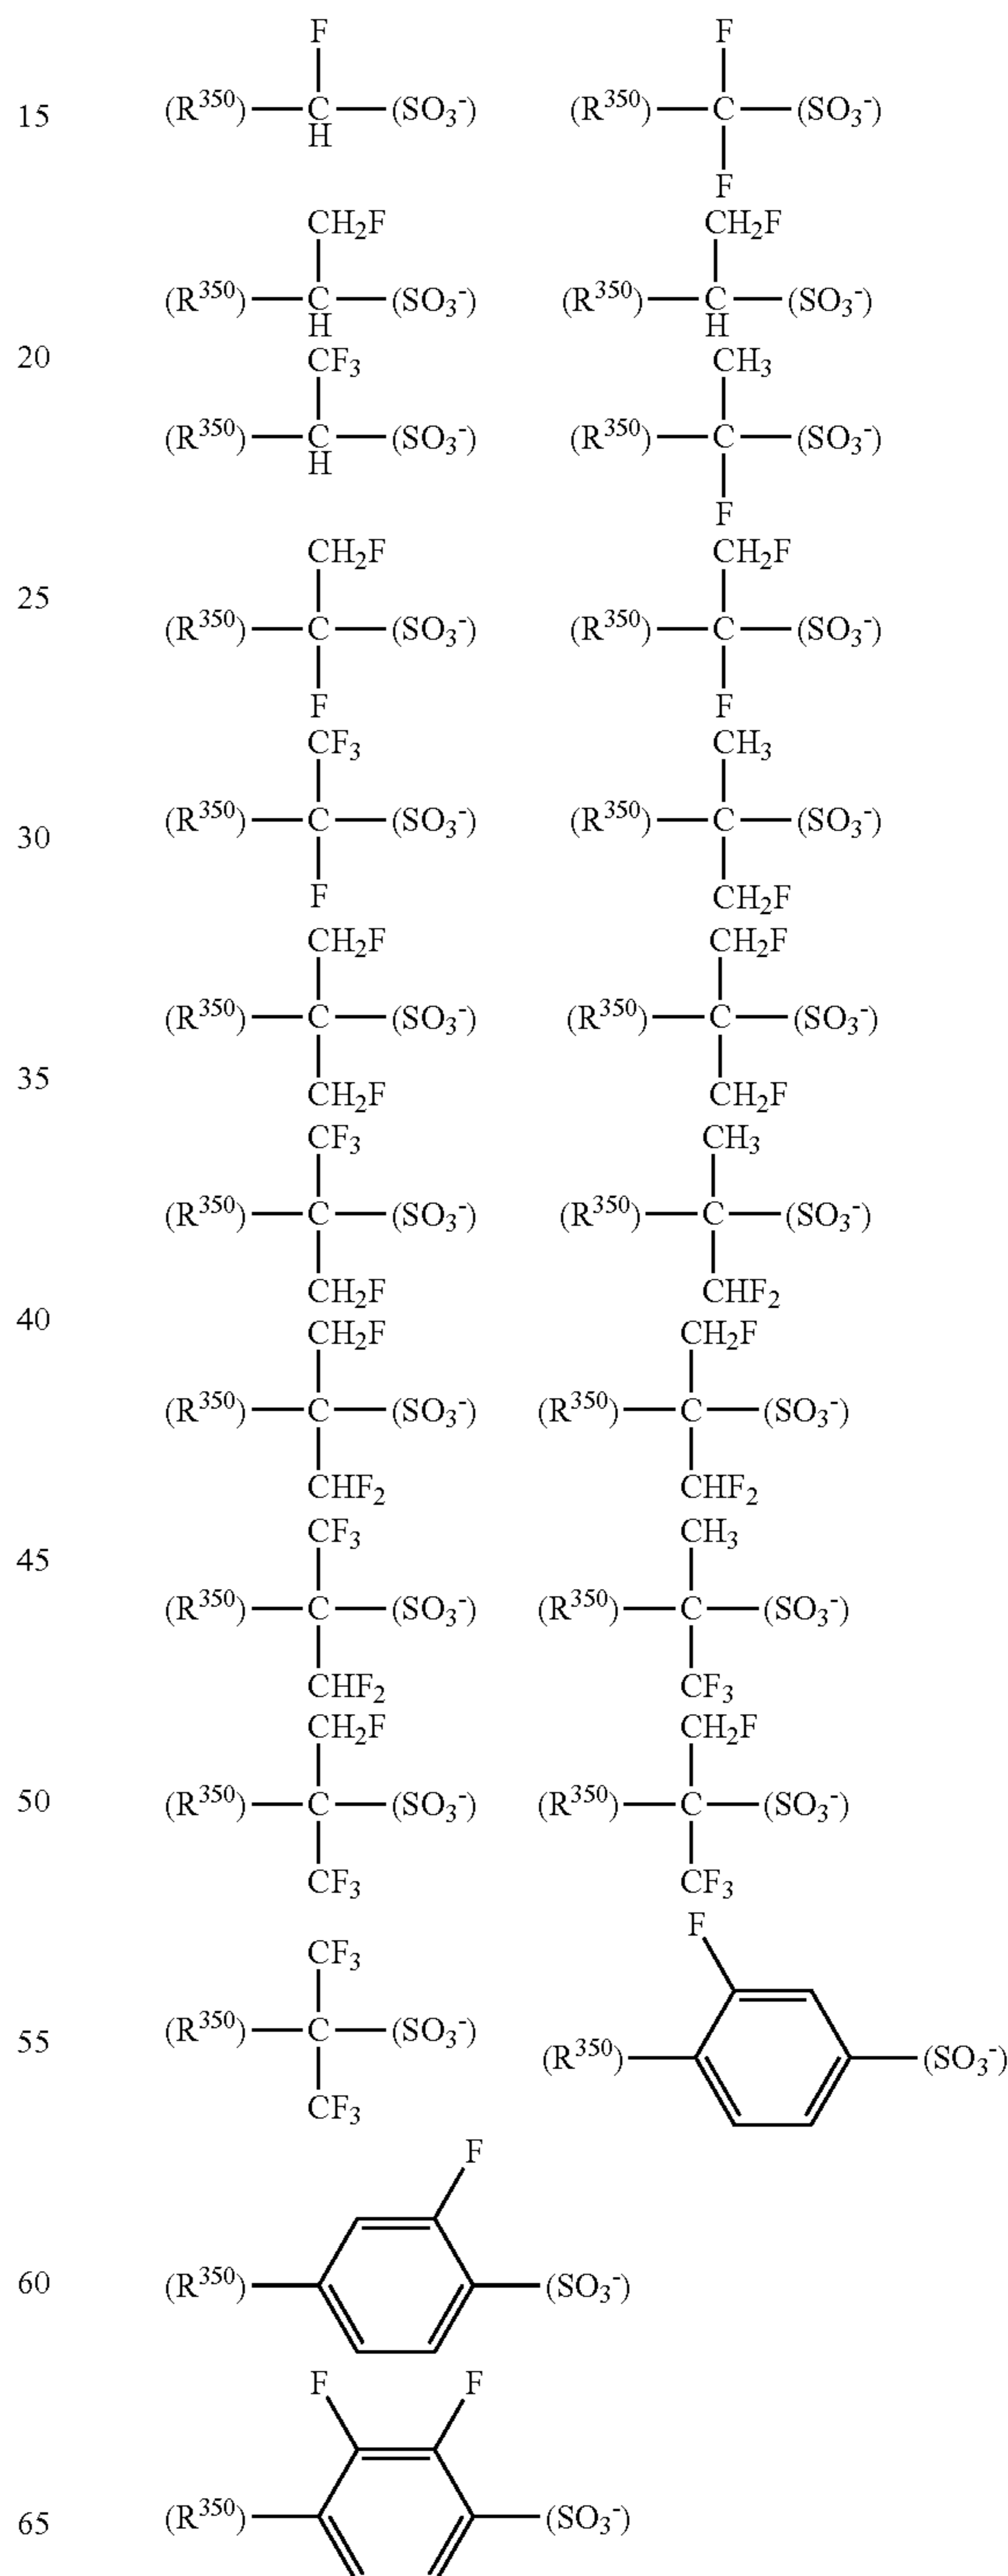 F F
15 (R³⁵⁰) C (SO₃⁻) (R³⁵⁰) C (SO₃⁻)
H F
CH₂F CH₂F
(R³⁵⁰) C (SO₃⁻) (R³⁵⁰) C (SO₃⁻)
H H
20 CF₃ CH₃
(R³⁵⁰) C (SO₃⁻) (R³⁵⁰) C (SO₃⁻)
H F
CH₂F CH₂F
25 (R³⁵⁰) C (SO₃⁻) (R³⁵⁰) C (SO₃⁻)
F F
CF₃ CH₃
30 (R³⁵⁰) C (SO₃⁻) (R³⁵⁰) C (SO₃⁻)
F CH₂F
CH₂F CH₂F
(R³⁵⁰) C (SO₃⁻) (R³⁵⁰) C (SO₃⁻)
35 CH₂F CH₂F
CF₃ CH₃
(R³⁵⁰) C (SO₃⁻) (R³⁵⁰) C (SO₃⁻)
CH₂F CHF₂
40 CH₂F CH₂F
(R³⁵⁰) C (SO₃⁻) (R³⁵⁰) C (SO₃⁻)
CHF₂ CHF₂
CF₃ CH₃
45 (R³⁵⁰) C (SO₃⁻) (R³⁵⁰) C (SO₃⁻)
CHF₂ CF₃
CH₂F CH₂F
50 (R³⁵⁰) C (SO₃⁻) (R³⁵⁰) C (SO₃⁻)
CF₃ CF₃
CF₃ F
55 (R³⁵⁰) C (SO₃⁻) (R³⁵⁰) (SO₃⁻)
CF₃
F
60 (R³⁵⁰) (SO₃⁻)
F F
65 (R³⁵⁰) (SO₃⁻)